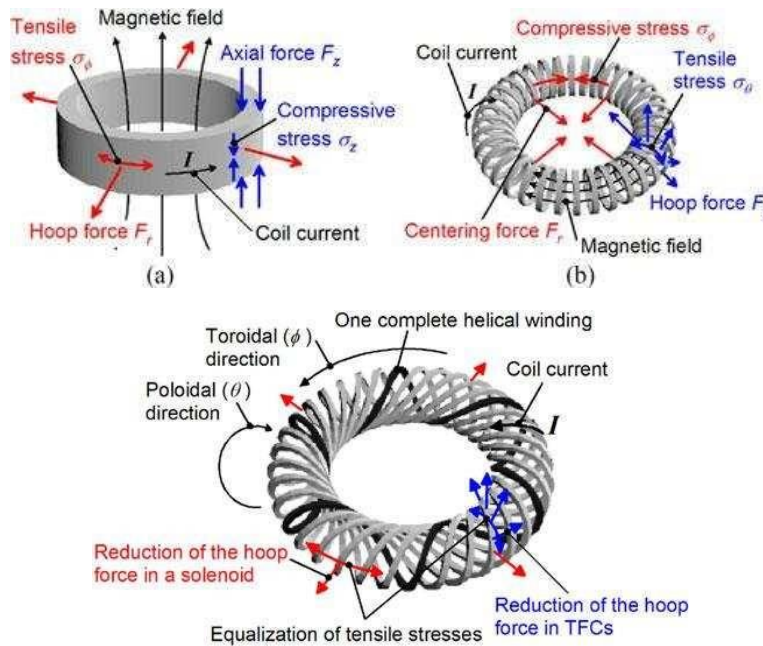 Tensile
stress σϕ
Magnetic field
Axial force Fz
Compressive
stress σz
I
Hoop force Fr
Coil current
(a)
Compressive stress σϕ
Coil current
Tensile
stress σθ
I
Hoop force F
Centering force Fr
Magnetic field
(b)
One complete helical winding
Toroidal (ϕ)
direction
Coil current
Poloidal (θ)
direction
I
Reduction of the hoop
force in a solenoid
Reduction of the hoop
force in TFCs
Equalization of tensile stresses